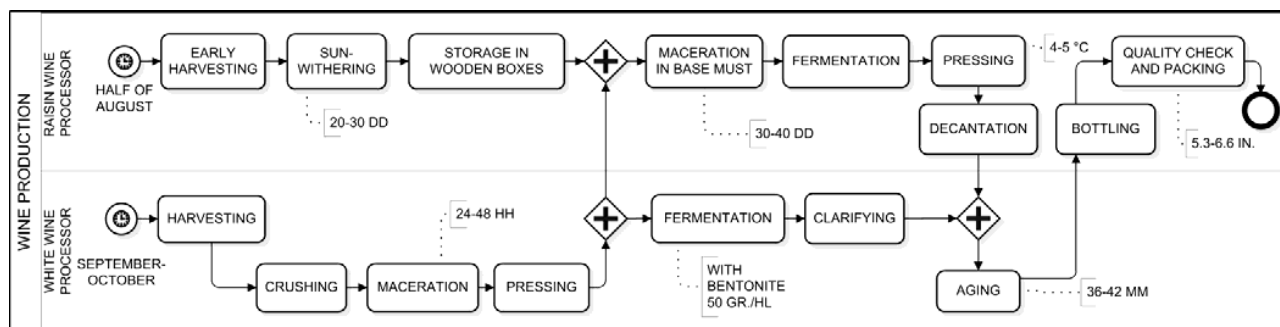 WINE PRODUCTION
RAISIN WINE
PROCESSOR
HALF OF
AUGUST
EARLY
HARVESTING
SUN-
WITHERING
20-30 DD
STORAGE IN
WOODEN BOXES
MACERATION
IN BASE MUST
30-40 DD
FERMENTATION
PRESSING
4-5 °C
DECANTATION
BOTTLING
QUALITY CHECK
AND PACKING
5.3-6.6 IN.
WHITE WINE
PROCESSOR
SEPTEMBER-
OCTOBER
HARVESTING
CRUSHING
MACERATION
24-48 HH
PRESSING
FERMENTATION
WITH
BENTONITE
50 GR./HL
CLARIFYING
AGING
36-42 MM